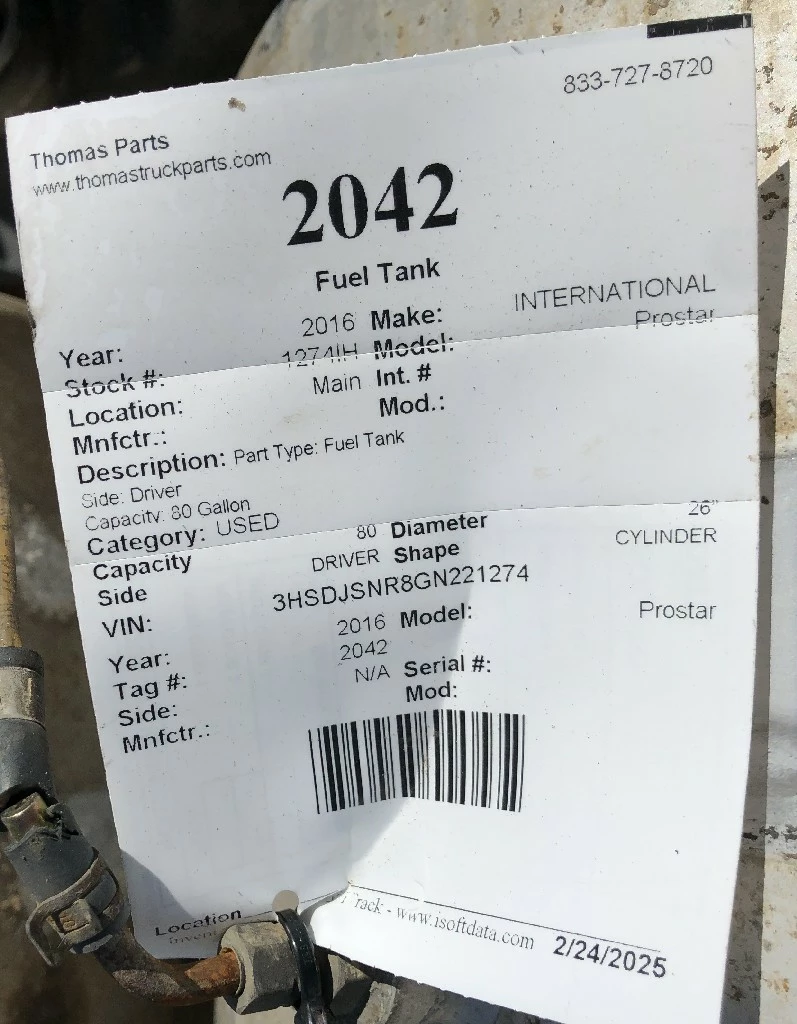 833-727-8720
Thomas Parts
www.thomastruckparts.com
2042
Fuel Tank
Year: 2016 Make: INTERNATIONAL
Stock #: 1274IH Model: Prostar
Location: Main Int. #
Mnfctr.: Mod.:
Description: Part Type: Fuel Tank
Side: Driver
Capacity: 80 Gallon
Category: USED
Capacity 80 Diameter 26"
Side DRIVER Shape CYLINDER
VIN: 3HSDJSNR8GN221274
Year: 2016 Model: Prostar
Tag #: 2042
Side: N/A Serial #:
Mnfctr.: Mod:
Location
Track - www.isoftdata.com 2/24/2025